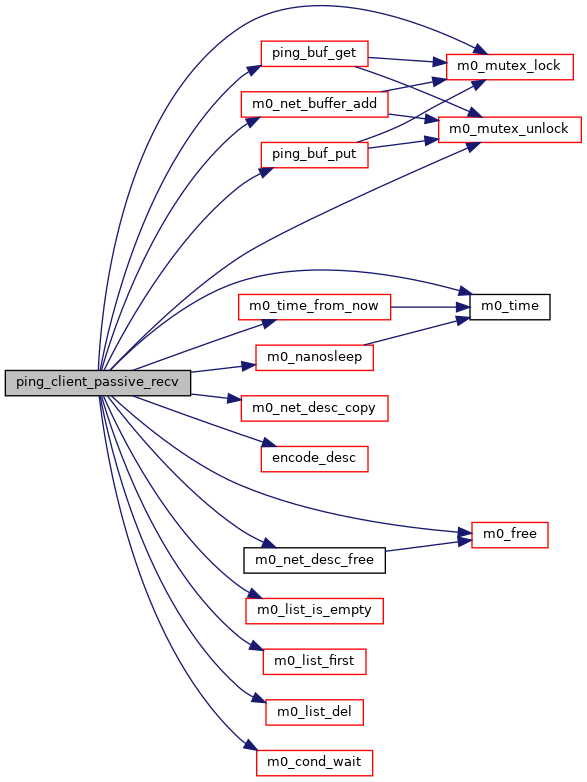 ping_buf_get
m0_mutex_lock
m0_net_buffer_add
m0_mutex_unlock
ping_buf_put
m0_time_from_now
m0_time
m0_nanosleep
ping_client_passive_recv
m0_net_desc_copy
encode_desc
m0_free
m0_net_desc_free
m0_list_is_empty
m0_list_first
m0_list_del
m0_cond_wait